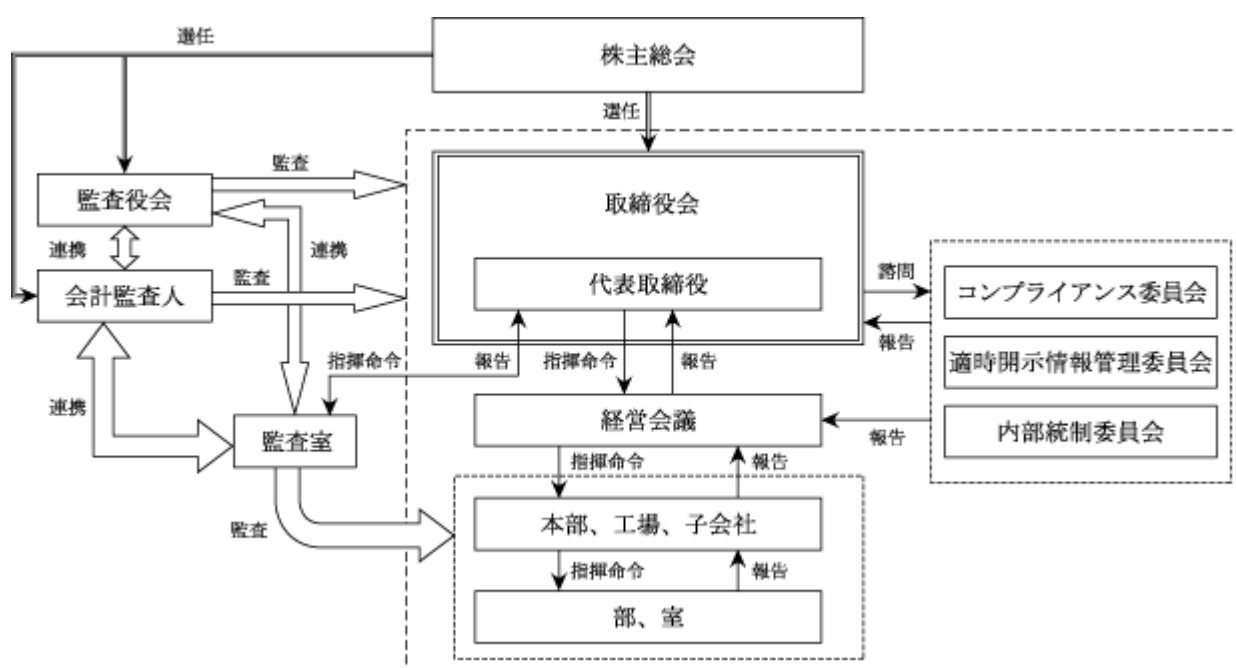 選任
株主総会
選任
監査
監査役会
取締役会
連携
連携
諮問
会計監査人
監査
代表取締役
コンプライアンス委員会
報告
指揮命令
報告
指揮命令
報告
適時開示情報管理委員会
連携
経営会議
報告
内部統制委員会
監査室
指揮命令
報告
監査
本部、工場、子会社
指揮命令
報告
部、室